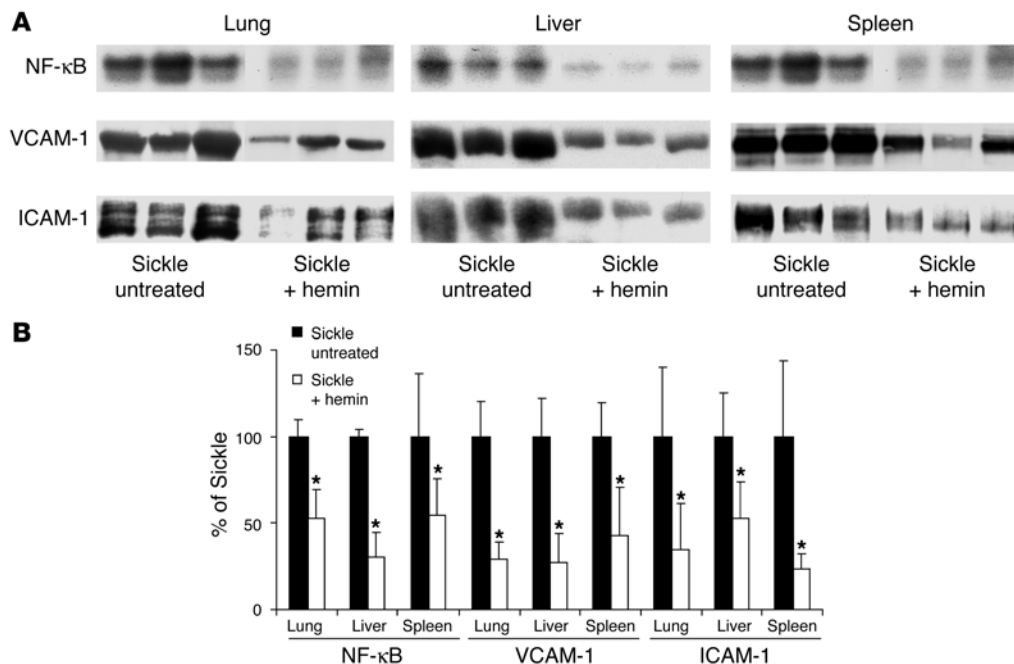 A
Lung Liver Spleen
NF-κB
VCAM-1
ICAM-1
Sickle untreated
Sickle + hemin
Sickle untreated
Sickle + hemin
Sickle untreated
Sickle + hemin
B
Sickle untreated
Sickle + hemin
% of Sickle
150
100
50
0
* * * * * * * * *
Lung Liver Spleen Lung Liver Spleen Lung Liver Spleen
NF-κB VCAM-1 ICAM-1